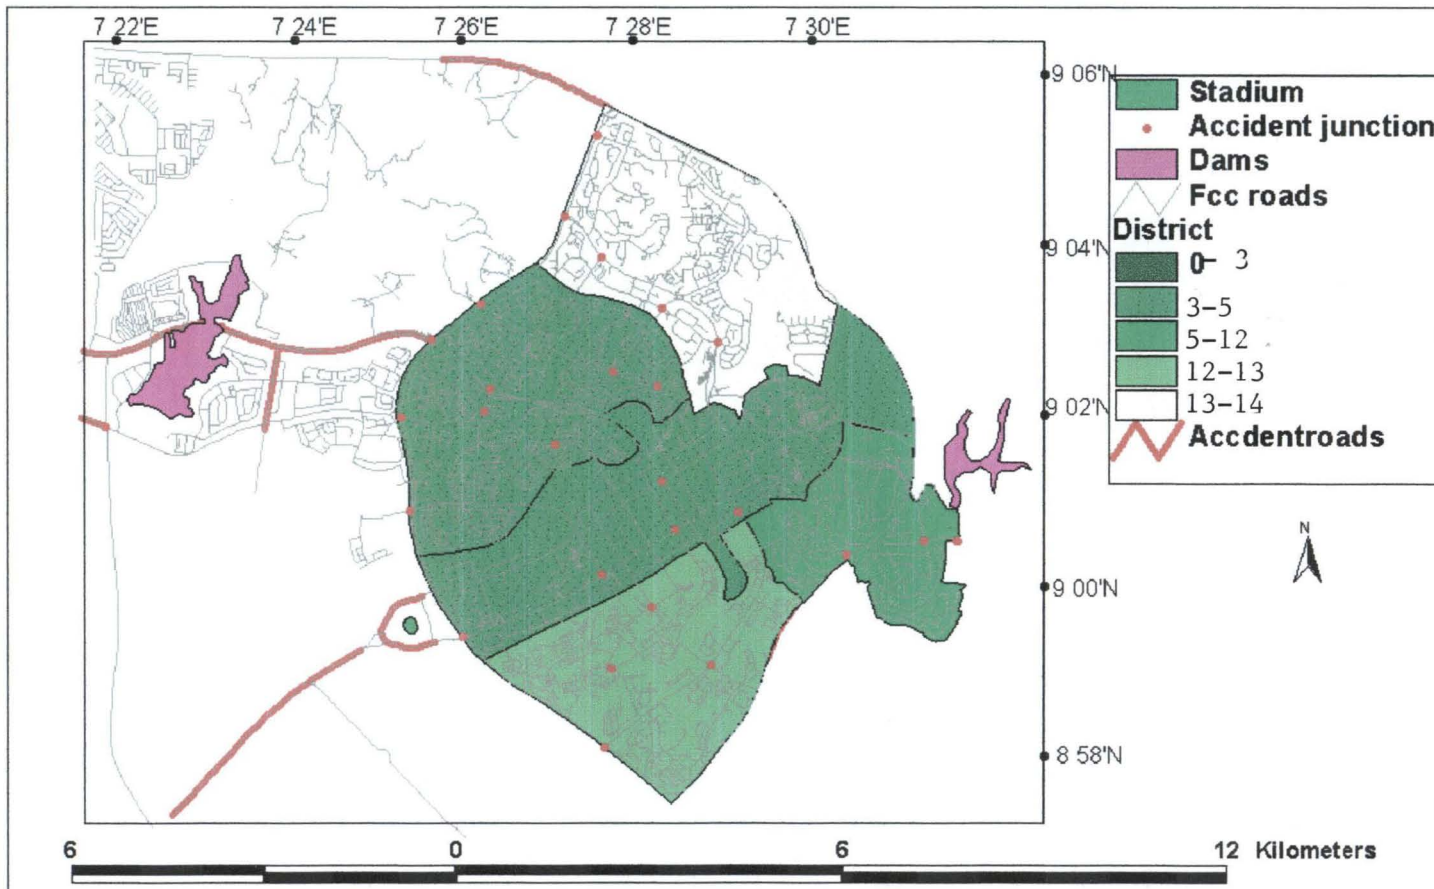 7 22'E 7 24'E 7 26'E 7 28'E 7 30'E
9 06'N
9 04'N
9 02'N
9 00'N
8 58'N
Stadium
Accident junction
Dams
Fcc roads
District
0- 3
3-5
5-12
12-13
13-14
Accdentroads
N
6 0 6 12 Kilometers